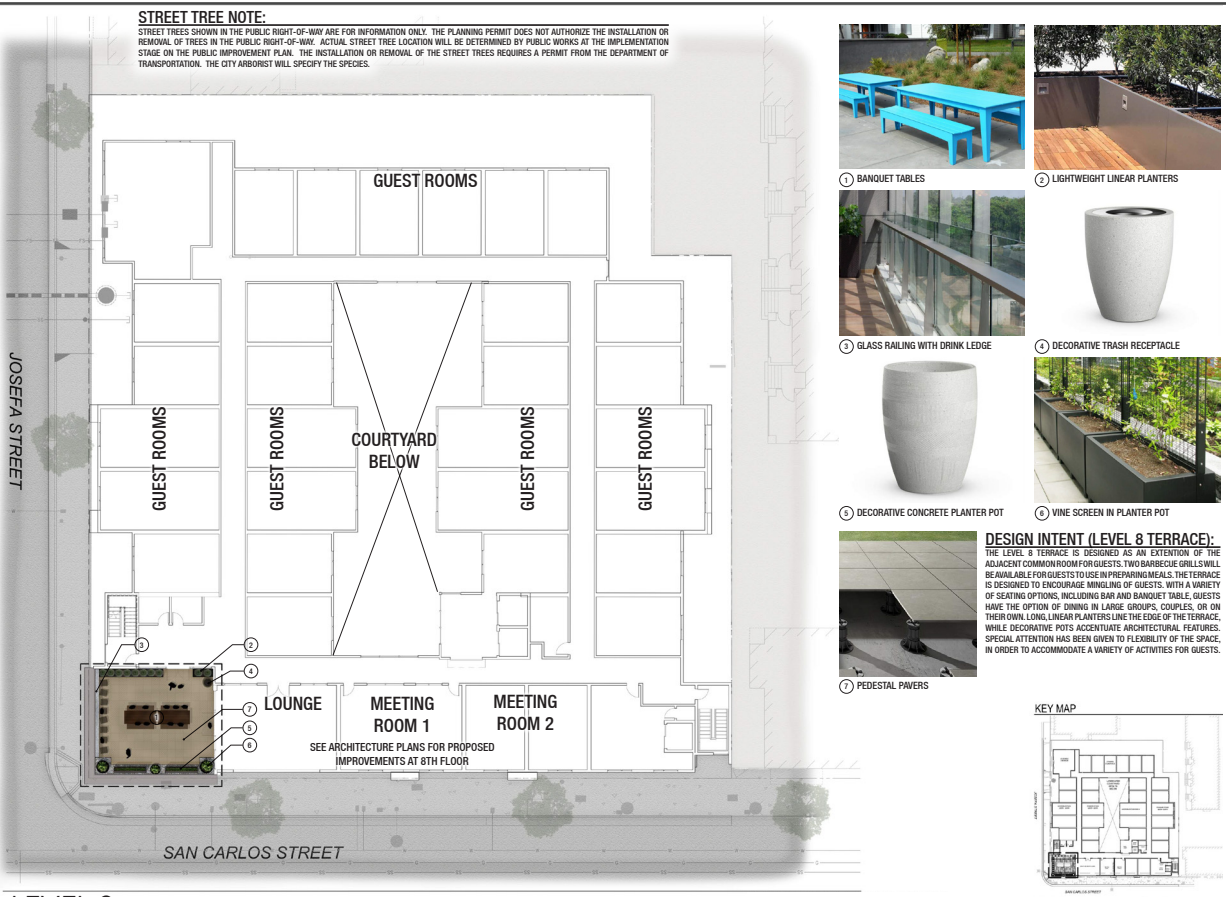 STREET TREE NOTE:
STREET TREES SHOWN IN THE PUBLIC RIGHT-OF-WAY ARE FOR INFORMATION ONLY. THE PLANNING PERMIT DOES NOT AUTHORIZE THE INSTALLATION OR
REMOVAL OF TREES IN THE PUBLIC RIGHT-OF-WAY. ACTUAL STREET TREE LOCATION WILL BE DETERMINED BY PUBLIC WORKS AT THE IMPLEMENTATION
STAGE ON THE PUBLIC IMPROVEMENT PLAN. THE INSTALLATION OR REMOVAL OF THE STREET TREES REQUIRES A PERMIT FROM THE DEPARTMENT OF
TRANSPORTATION. THE CITY ARBORIST WILL SPECIFY THE SPECIES.
GUEST ROOMS
JOSEFA STREET
GUEST ROOMS
GUEST ROOMS
COURTYARD
BELOW
GUEST ROOMS
GUEST ROOMS
3
2
4
1
7
5
6
LOUNGE
MEETING
ROOM 1
MEETING
ROOM 2
SEE ARCHITECTURE PLANS FOR PROPOSED
IMPROVEMENTS AT 8TH FLOOR
SAN CARLOS STREET
1 BANQUET TABLES
2 LIGHTWEIGHT LINEAR PLANTERS
3 GLASS RAILING WITH DRINK LEDGE
4 DECORATIVE TRASH RECEPTACLE
5 DECORATIVE CONCRETE PLANTER POT
6 VINE SCREEN IN PLANTER POT
7 PEDESTAL PAVERS
DESIGN INTENT (LEVEL 8 TERRACE):
THE LEVEL 8 TERRACE IS DESIGNED AS AN EXTENTION OF THE
ADJACENT COMMON ROOM FOR GUESTS. TWO BARBECUE GRILLS WILL
BE AVAILABLE FOR GUESTS TO USE IN PREPARING MEALS. THE TERRACE
IS DESIGNED TO ENCOURAGE MINGLING OF GUESTS. WITH A VARIETY
OF SEATING OPTIONS, INCLUDING BAR AND BANQUET TABLE, GUESTS
HAVE THE OPTION OF DINING IN LARGE GROUPS, COUPLES, OR ON
THEIR OWN. LONG, LINEAR PLANTERS LINE THE EDGE OF THE TERRACE,
WHILE DECORATIVE POTS ACCENTUATE ARCHITECTURAL FEATURES.
SPECIAL ATTENTION HAS BEEN GIVEN TO FLEXIBILITY OF THE SPACE,
IN ORDER TO ACCOMMODATE A VARIETY OF ACTIVITIES FOR GUESTS.
KEY MAP
SAN CARLOS STREET